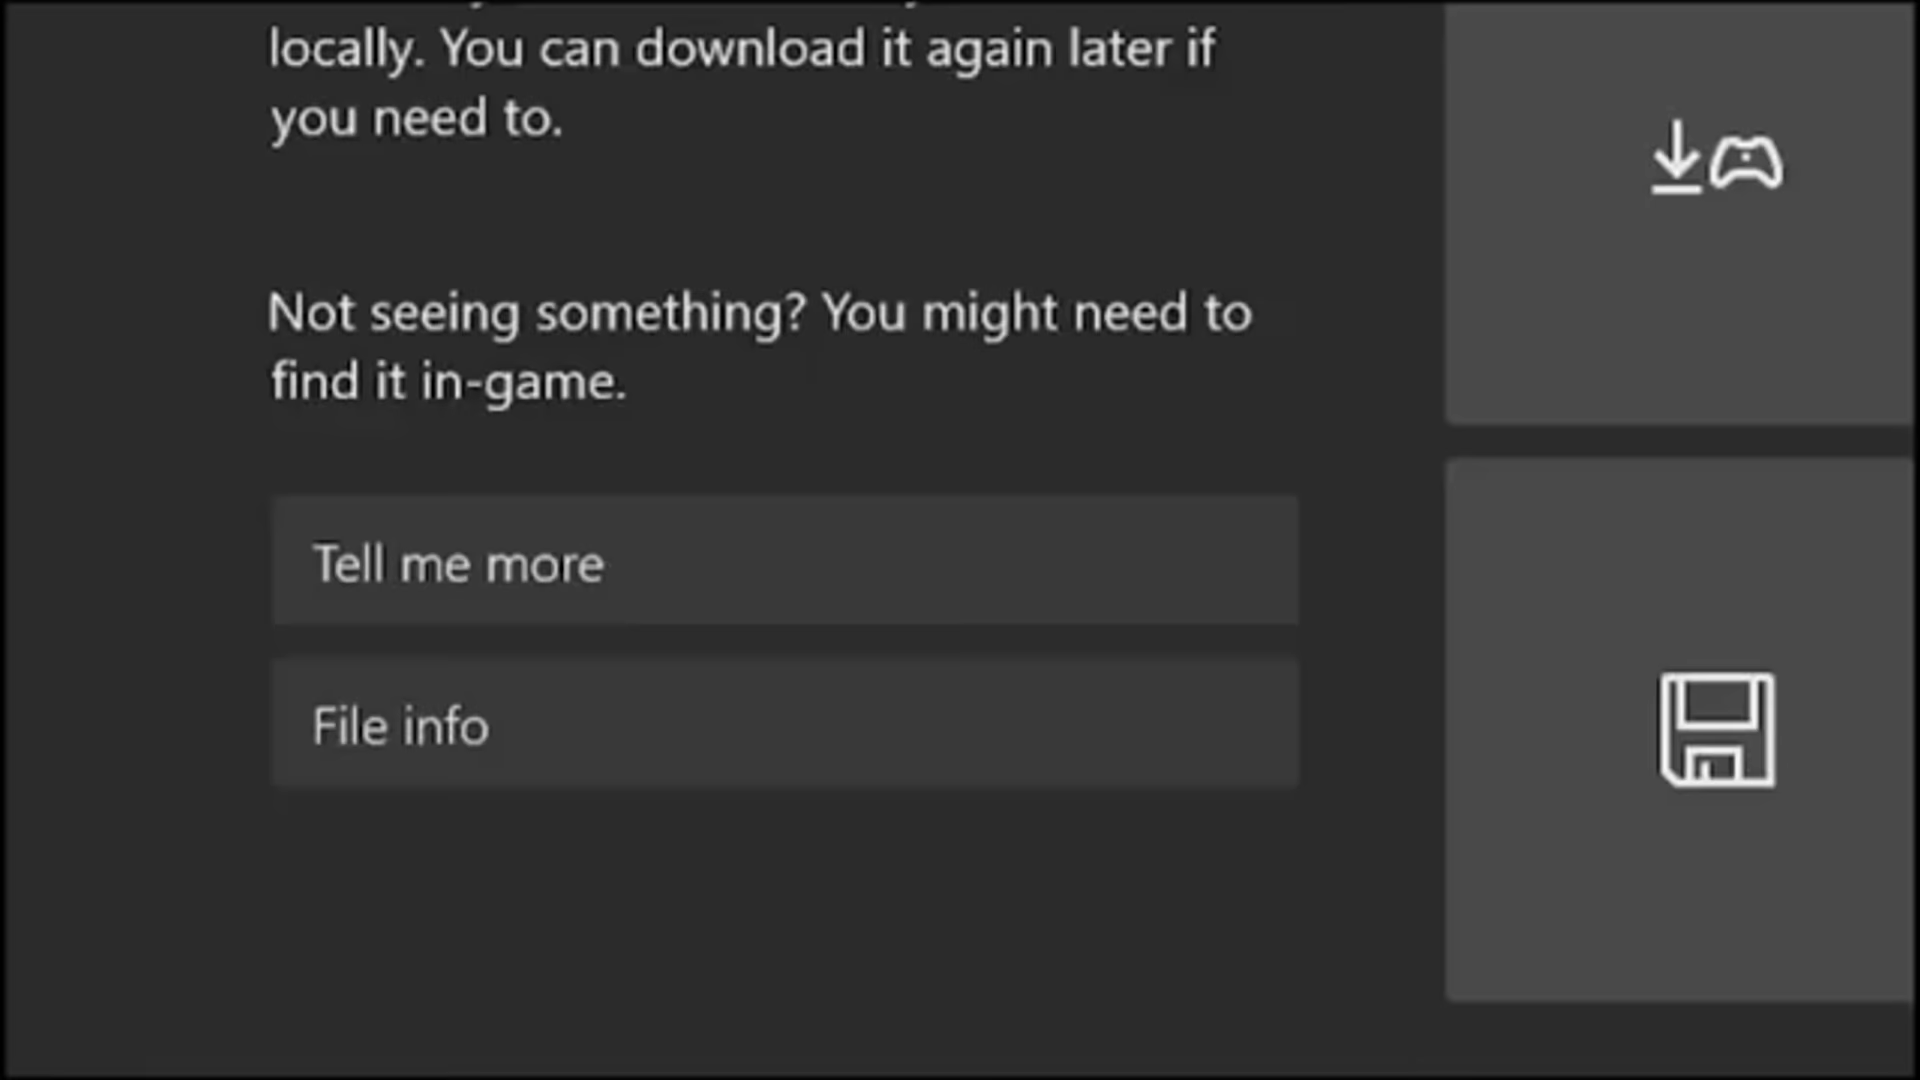 locally. You can download it again later if
you need to.
Not seeing something? You might need to
find it in-game.
Tell me more
File info